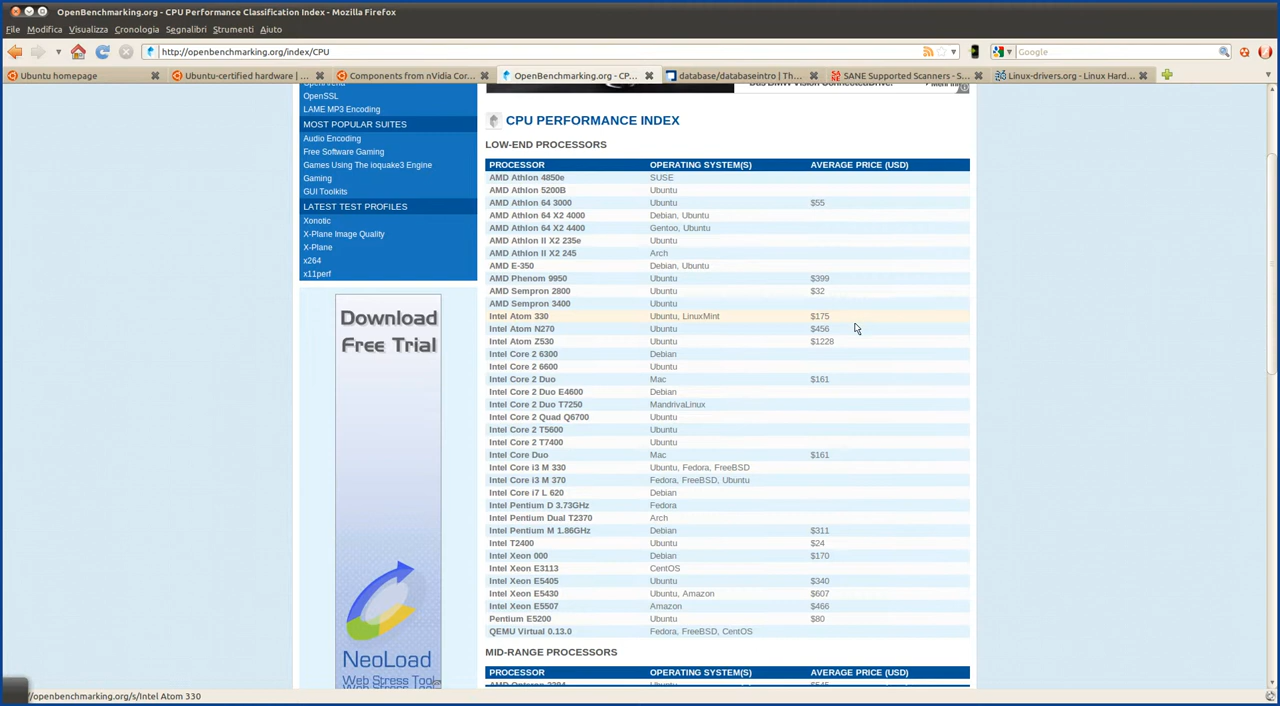 OpenBenchmarking.org - CPU Performance Classification Index - Mozilla Firefox
File Modifica Visualizza Cronologia Segnalibri Strumenti Aiuto
http://openbenchmarking.org/index/CPU Google
Ubuntu homepage Ubuntu-certified hardware | ... Components from nVidia Cor... OpenBenchmarking.org - CP... database/databaseintro | Th... SANE Supported Scanners - S... Linux-drivers.org - Linux Hard...
OpenSSL
LAME MP3 Encoding
MOST POPULAR SUITES
Audio Encoding
Free Software Gaming
Games Using The ioquake3 Engine
Gaming
GUI Toolkits
LATEST TEST PROFILES
Xonotic
X-Plane Image Quality
X-Plane
x264
x11perf
Download
Free Trial
NeoLoad
Web Stress Tool
CPU PERFORMANCE INDEX
LOW-END PROCESSORS
PROCESSOR OPERATING SYSTEM(S) AVERAGE PRICE (USD)
AMD Athlon 4850e SUSE
AMD Athlon 5200B Ubuntu
AMD Athlon 64 3000 Ubuntu $55
AMD Athlon 64 X2 4000 Debian, Ubuntu
AMD Athlon 64 X2 4400 Gentoo, Ubuntu
AMD Athlon II X2 235e Ubuntu
AMD Athlon II X2 245 Arch
AMD E-350 Debian, Ubuntu
AMD Phenom 9950 Ubuntu $399
AMD Sempron 2800 Ubuntu $32
AMD Sempron 3400 Ubuntu
Intel Atom 330 Ubuntu, LinuxMint $175
Intel Atom N270 Ubuntu $456
Intel Atom Z530 Ubuntu $1228
Intel Core 2 6300 Debian
Intel Core 2 6600 Ubuntu
Intel Core 2 Duo Mac $161
Intel Core 2 Duo E4600 Debian
Intel Core 2 Duo T7250 MandrivaLinux
Intel Core 2 Quad Q6700 Ubuntu
Intel Core 2 T5600 Ubuntu
Intel Core 2 T7400 Ubuntu
Intel Core Duo Mac $161
Intel Core i3 M 330 Ubuntu, Fedora, FreeBSD
Intel Core i3 M 370 Fedora, FreeBSD, Ubuntu
Intel Core i7 L 620 Debian
Intel Pentium D 3.73GHz Fedora
Intel Pentium Dual T2370 Arch
Intel Pentium M 1.86GHz Debian $311
Intel T2400 Ubuntu $24
Intel Xeon 000 Debian $170
Intel Xeon E3113 CentOS
Intel Xeon E5405 Ubuntu $340
Intel Xeon E5430 Ubuntu, Amazon $607
Intel Xeon E5507 Amazon $466
Pentium E5200 Ubuntu $80
QEMU Virtual 0.13.0 Fedora, FreeBSD, CentOS
MID-RANGE PROCESSORS
PROCESSOR OPERATING SYSTEM(S) AVERAGE PRICE (USD)
/openbenchmarking.org/s/Intel Atom 330